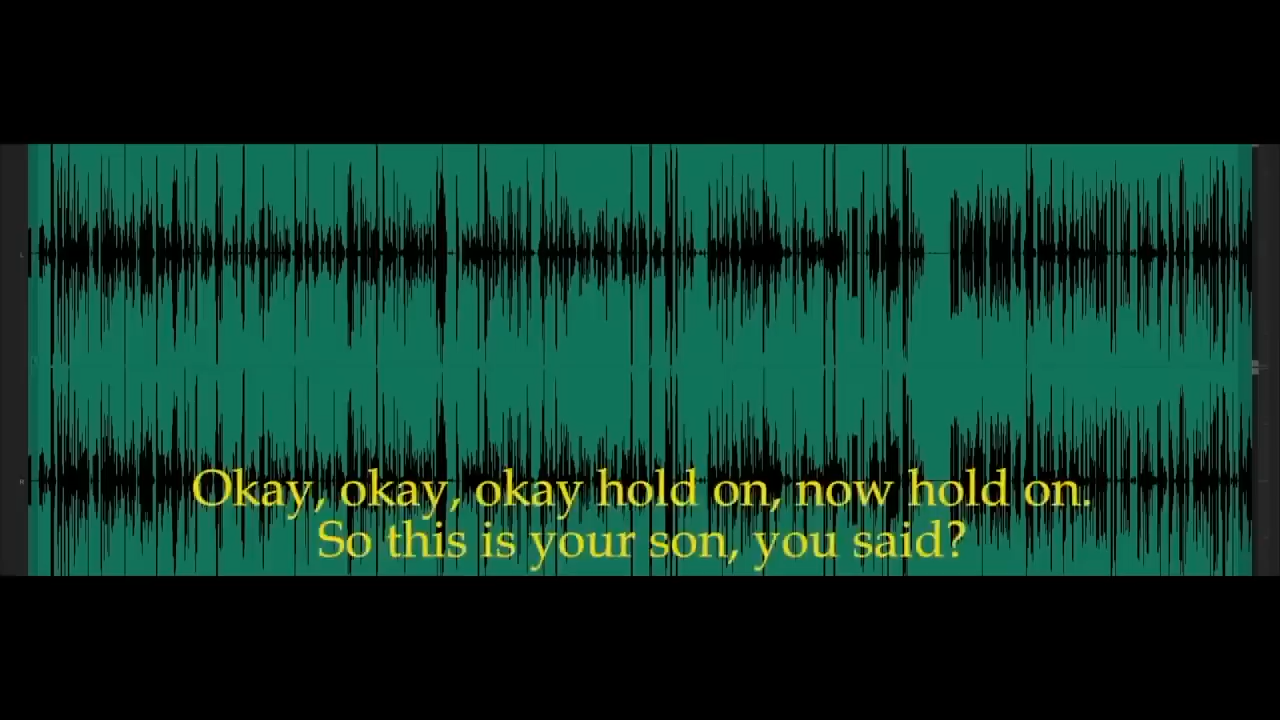 Okay, okay, okay hold on, now hold on.
So this is your son, you said?